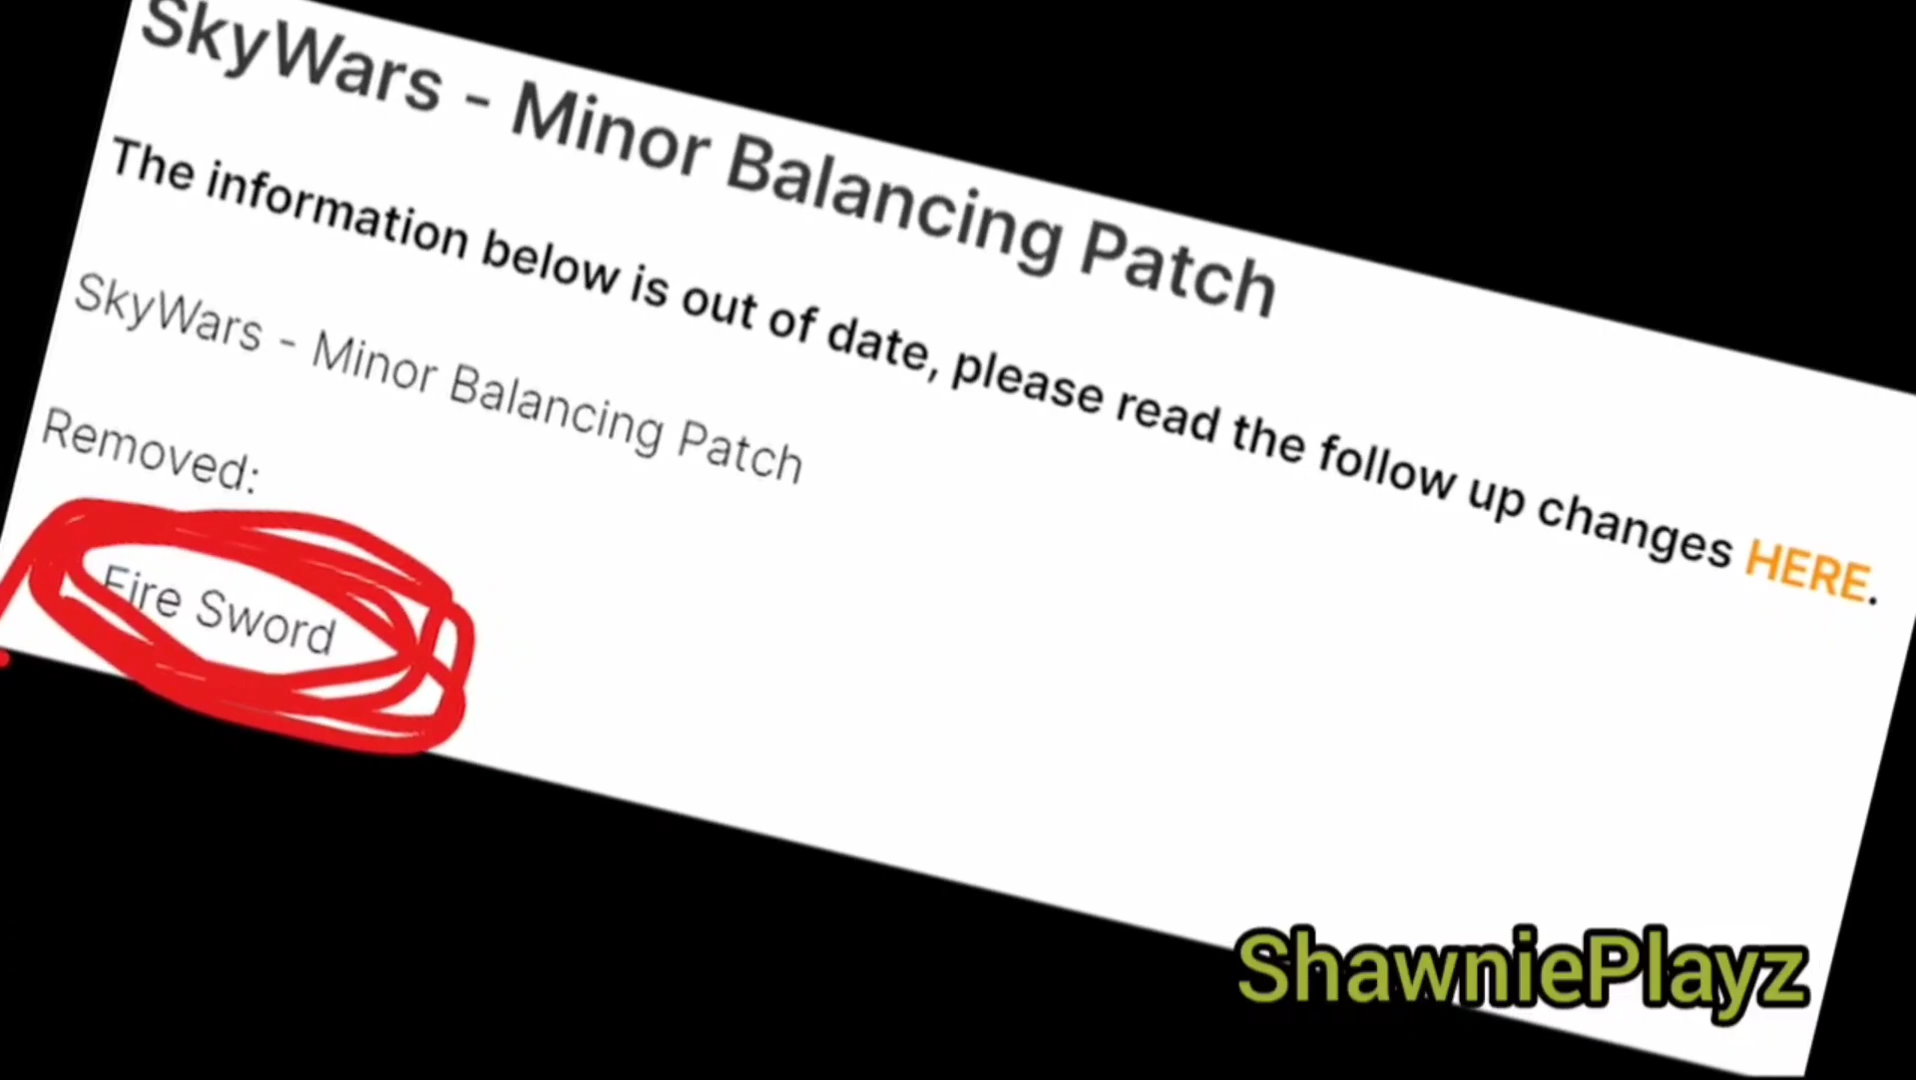 SkyWars - Minor Balancing Patch
The information below is out of date, please read the follow up changes HERE.
SkyWars - Minor Balancing Patch
Removed:
Fire Sword
ShawniePlayz